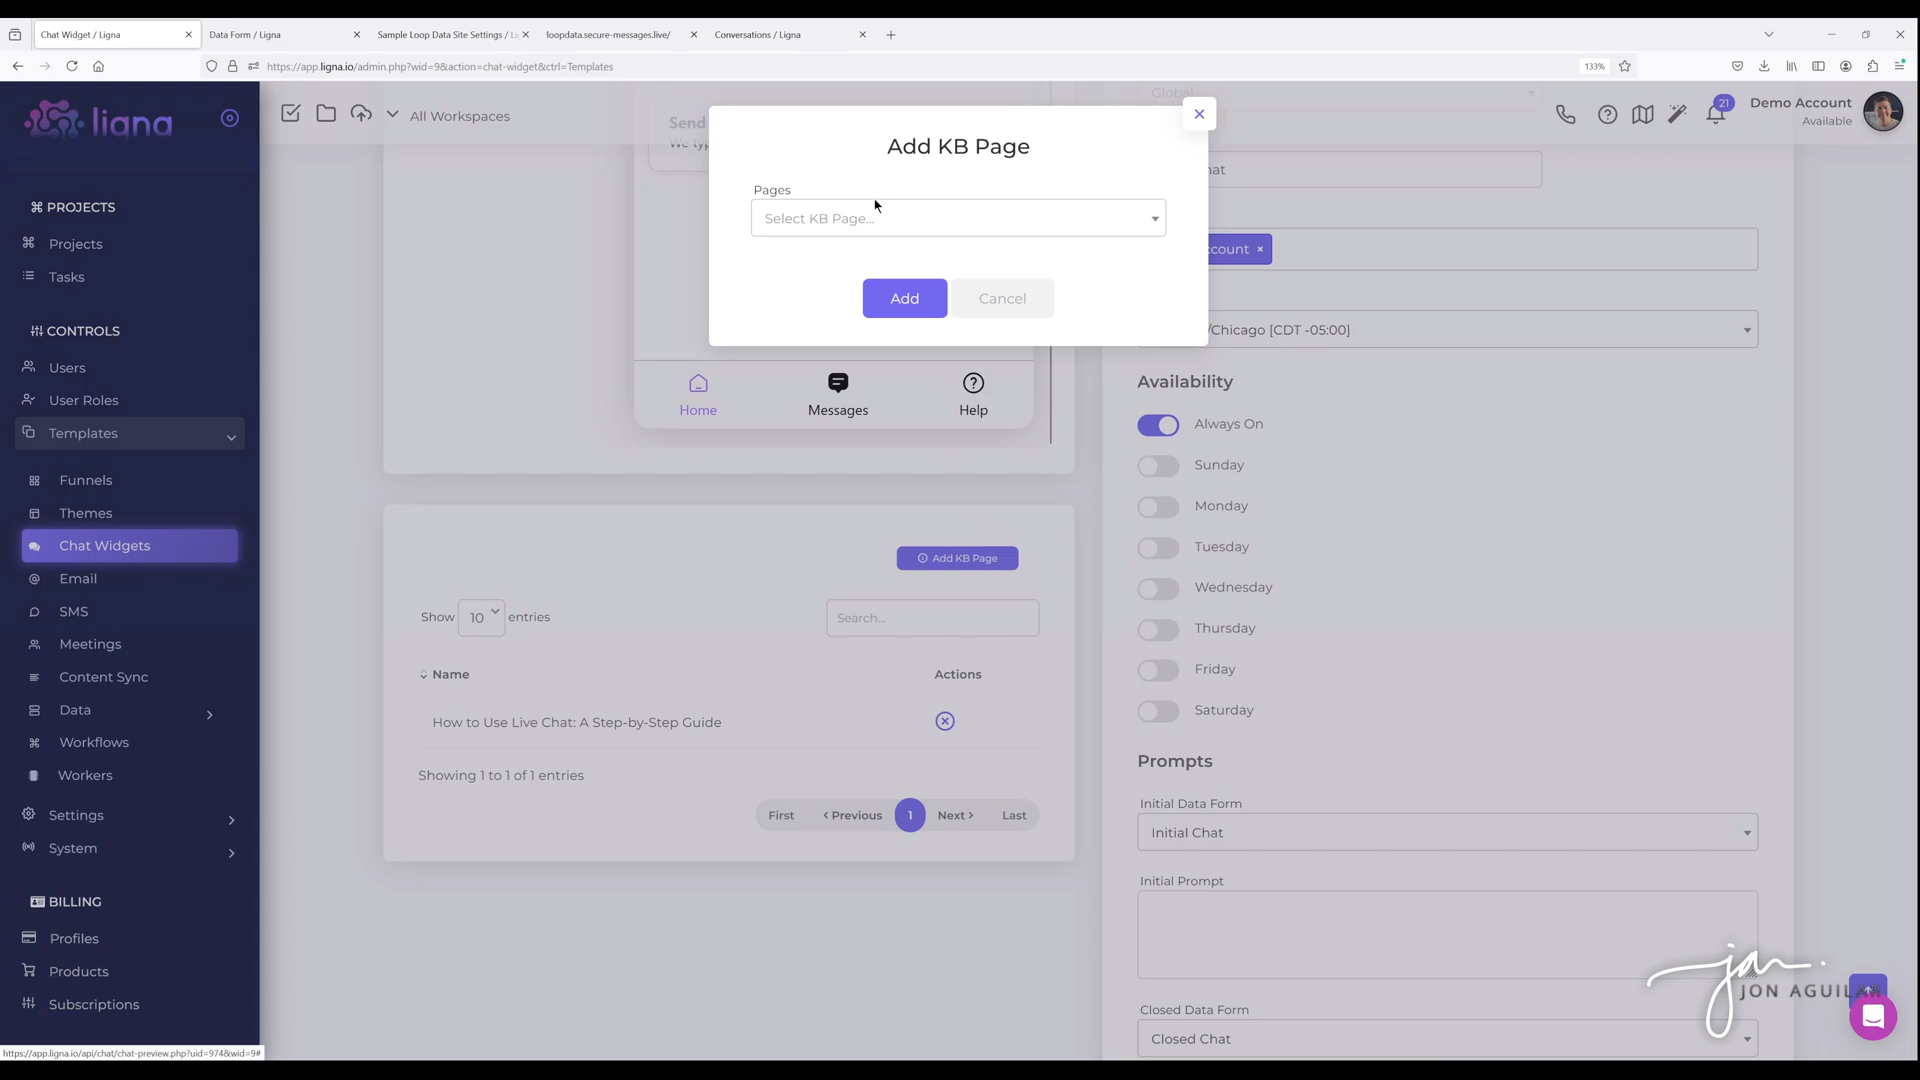 Chat Widget / Ligna
Data Form / Ligna
Sample Loop Data Site Settings / Li
loopdata.secure-messages.live/
Conversations / Ligna
https://app.ligna.io/admin.php?wid=9&action=chat-widget&ctrl=Templates
133%
ligna
All Workspaces
21
Demo Account
Available
PROJECTS
Projects
Tasks
CONTROLS
Users
User Roles
Templates
Funnels
Themes
Chat Widgets
Email
SMS
Meetings
Content Sync
Data
Workflows
Workers
Settings
System
BILLING
Profiles
Products
Subscriptions
https://app.ligna.io/api/chat/chat-preview.php?uid=974&wid=9#
Send
We typ
Add KB Page
Pages
Select KB Page...
Add
Cancel
Home
Messages
Help
Add KB Page
Show 10 entries
Search...
Name
Actions
How to Use Live Chat: A Step-by-Step Guide
Showing 1 to 1 of 1 entries
First
‹ Previous
1
Next ›
Last
Global
hat
ccount ×
/Chicago [CDT -05:00]
Availability
Always On
Sunday
Monday
Tuesday
Wednesday
Thursday
Friday
Saturday
Prompts
Initial Data Form
Initial Chat
Initial Prompt
Closed Data Form
Closed Chat
jan.
JON AGUILAR